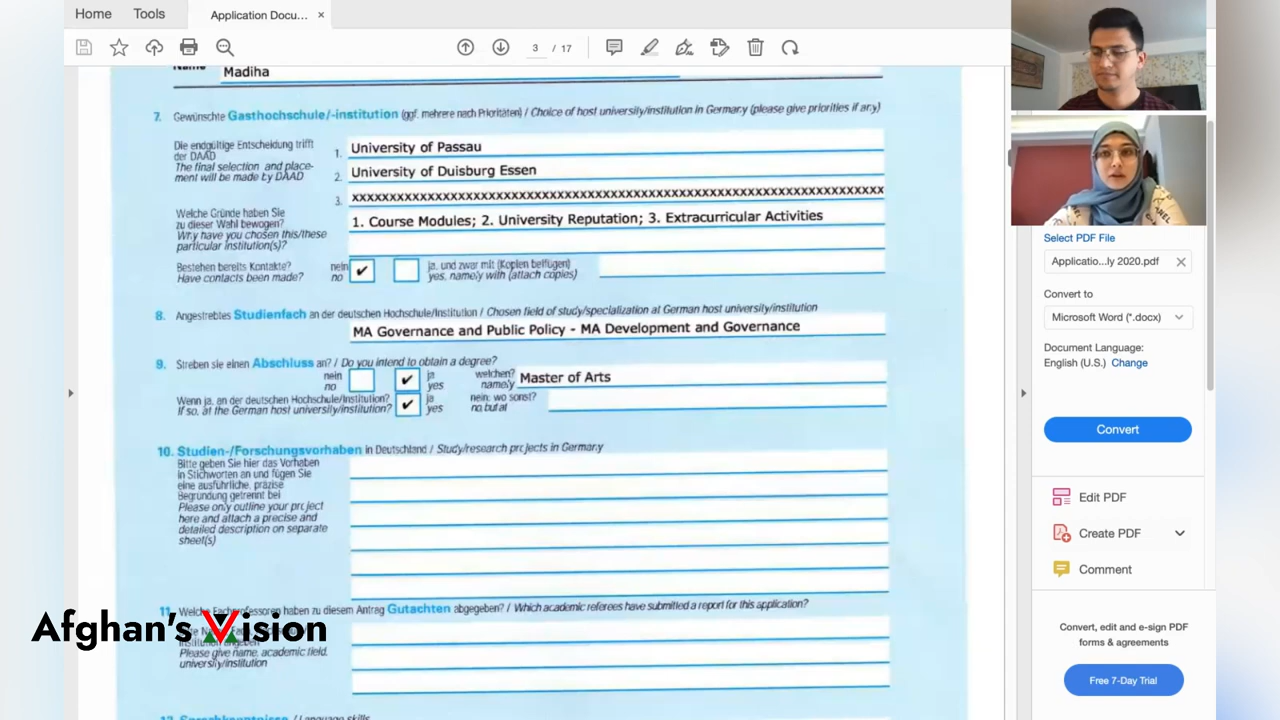 Home Tools Application Docu... ×
3 / 17
Name Madiha
7. Gewünschte Gasthochschule/-institution (ggf. mehrere nach Prioritäten) / Choice of host university/institution in Germany (please give priorities if any)
Die endgültige Entscheidung trifft
der DAAD
The final selection and place-
ment will be made by DAAD
1. University of Passau
2. University of Duisburg Essen
3. xxxxxxxxxxxxxxxxxxxxxxxxxxxxxxxxxxxxxxxxxxxxxxxxxxxxxxxxxxxxxxxxxxxxxx
Welche Gründe haben Sie
zu dieser Wahl bewogen?
Why have you chosen this/these
particular institution(s)?
1. Course Modules; 2. University Reputation; 3. Extracurricular Activities
Bestehen bereits Kontakte?
Have contacts been made?
nein
no
✔
ja, und zwar mit (Kopien beifügen)
yes, namely with (attach copies)
8. Angestrebtes Studienfach an der deutschen Hochschule/Institution / Chosen field of study/specialization at German host university/institution
MA Governance and Public Policy - MA Development and Governance
9. Streben sie einen Abschluss an? / Do you intend to obtain a degree?
nein
no
✔ ja
yes
welchen?
namely
Master of Arts
Wenn ja, an der deutschen Hochschule/Institution?
If so, at the German host university/institution?
✔ ja
yes
nein: wo sonst?
no, but at
10. Studien-/Forschungsvorhaben in Deutschland / Study/research projects in Germany
Bitte geben Sie hier das Vorhaben
in Stichworten an und fügen Sie
eine ausführliche, präzise
Begründung getrennt bei
Please only outline your project
here and attach a precise and
detailed description on separate
sheet(s)
11. Welche Fachprofessoren haben zu diesem Antrag Gutachten abgegeben? / Which academic referees have submitted a report for this application?
Please give name, academic field,
university/institution
12. Sprachkenntnisse / Language skills
Afghan's Vision
Select PDF File
Applicatio...ly 2020.pdf
Convert to
Microsoft Word (*.docx)
Document Language:
English (U.S.) Change
Convert
Edit PDF
Create PDF
Comment
Convert, edit and e-sign PDF
forms & agreements
Free 7-Day Trial